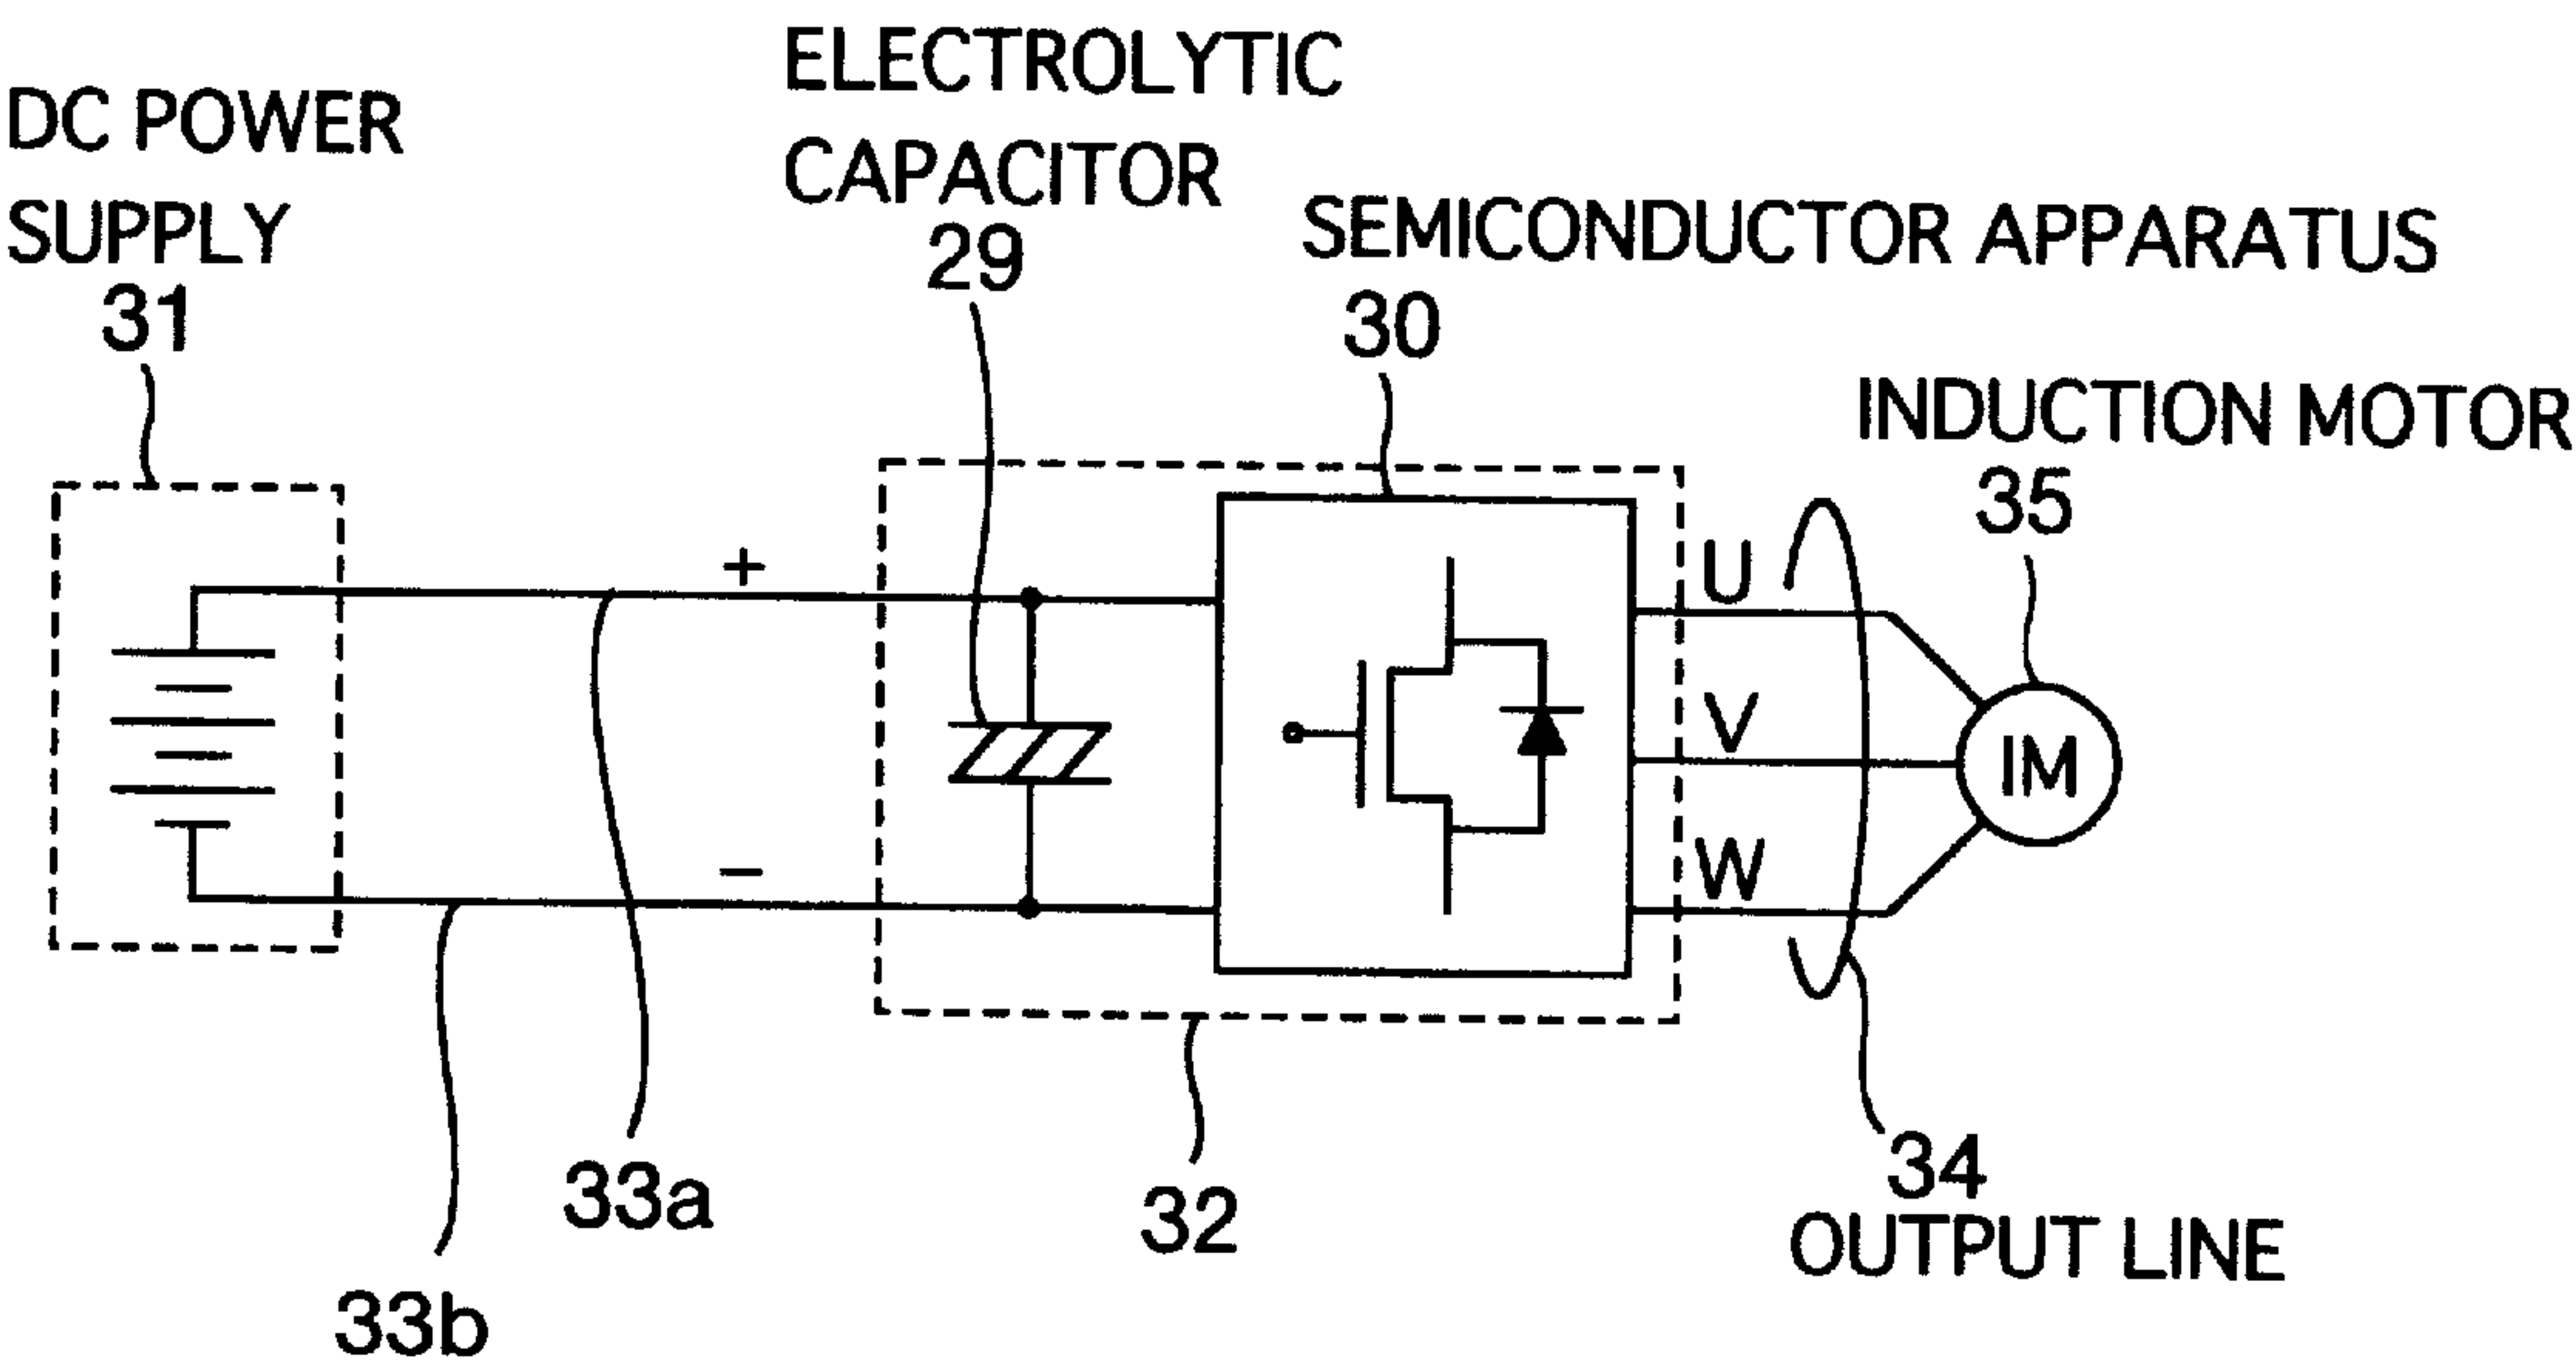 DC POWER
SUPPLY
31
ELECTROLYTIC
CAPACITOR
29
SEMICONDUCTOR APPARATUS
30
INDUCTION MOTOR
35
+
−
U
V
W
IM
33a
33b
32
34
OUTPUT LINE